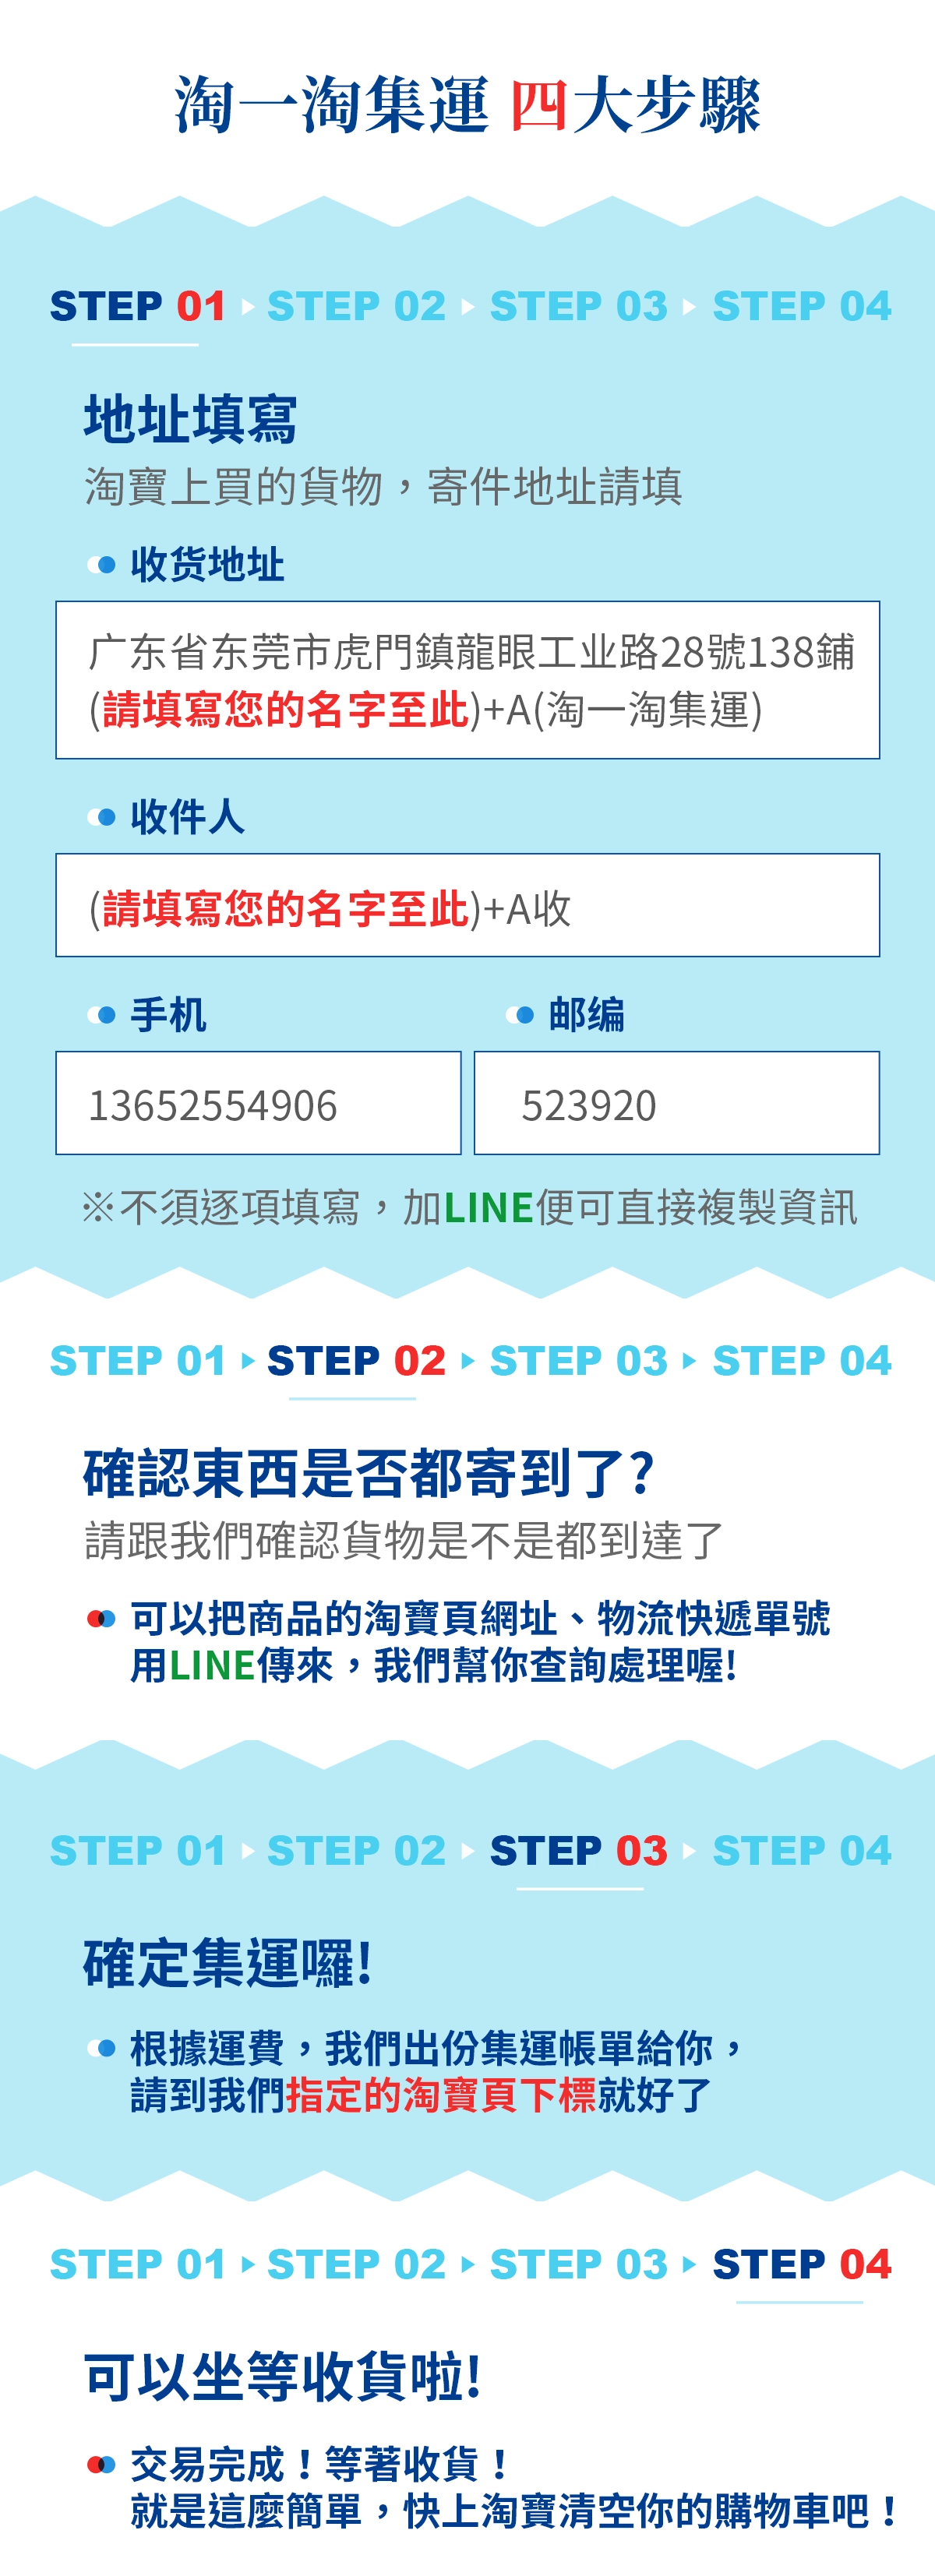 淘一淘集運 四大步驟
STEP 01 STEP 02 STEP 03 STEP 04
地址填寫
淘寶上買的貨物，寄件地址請填
收货地址
广东省东莞市虎門鎮龍眼工业路28號138鋪
(請填寫您的名字至此)+A(淘一淘集運)
收件人
(請填寫您的名字至此)+A收
手机 邮编
13652554906 523920
※不須逐項填寫，加LINE便可直接複製資訊
STEP 01 STEP 02 STEP 03 STEP 04
確認東西是否都寄到了?
請跟我們確認貨物是不是都到達了
可以把商品的淘寶頁網址、物流快遞單號
用LINE傳來，我們幫你查詢處理喔!
STEP 01 STEP 02 STEP 03 STEP 04
確定集運囉!
根據運費，我們出份集運帳單給你，
請到我們指定的淘寶頁下標就好了
STEP 01 STEP 02 STEP 03 STEP 04
可以坐等收貨啦!
交易完成！等著收貨！
就是這麼簡單，快上淘寶清空你的購物車吧！